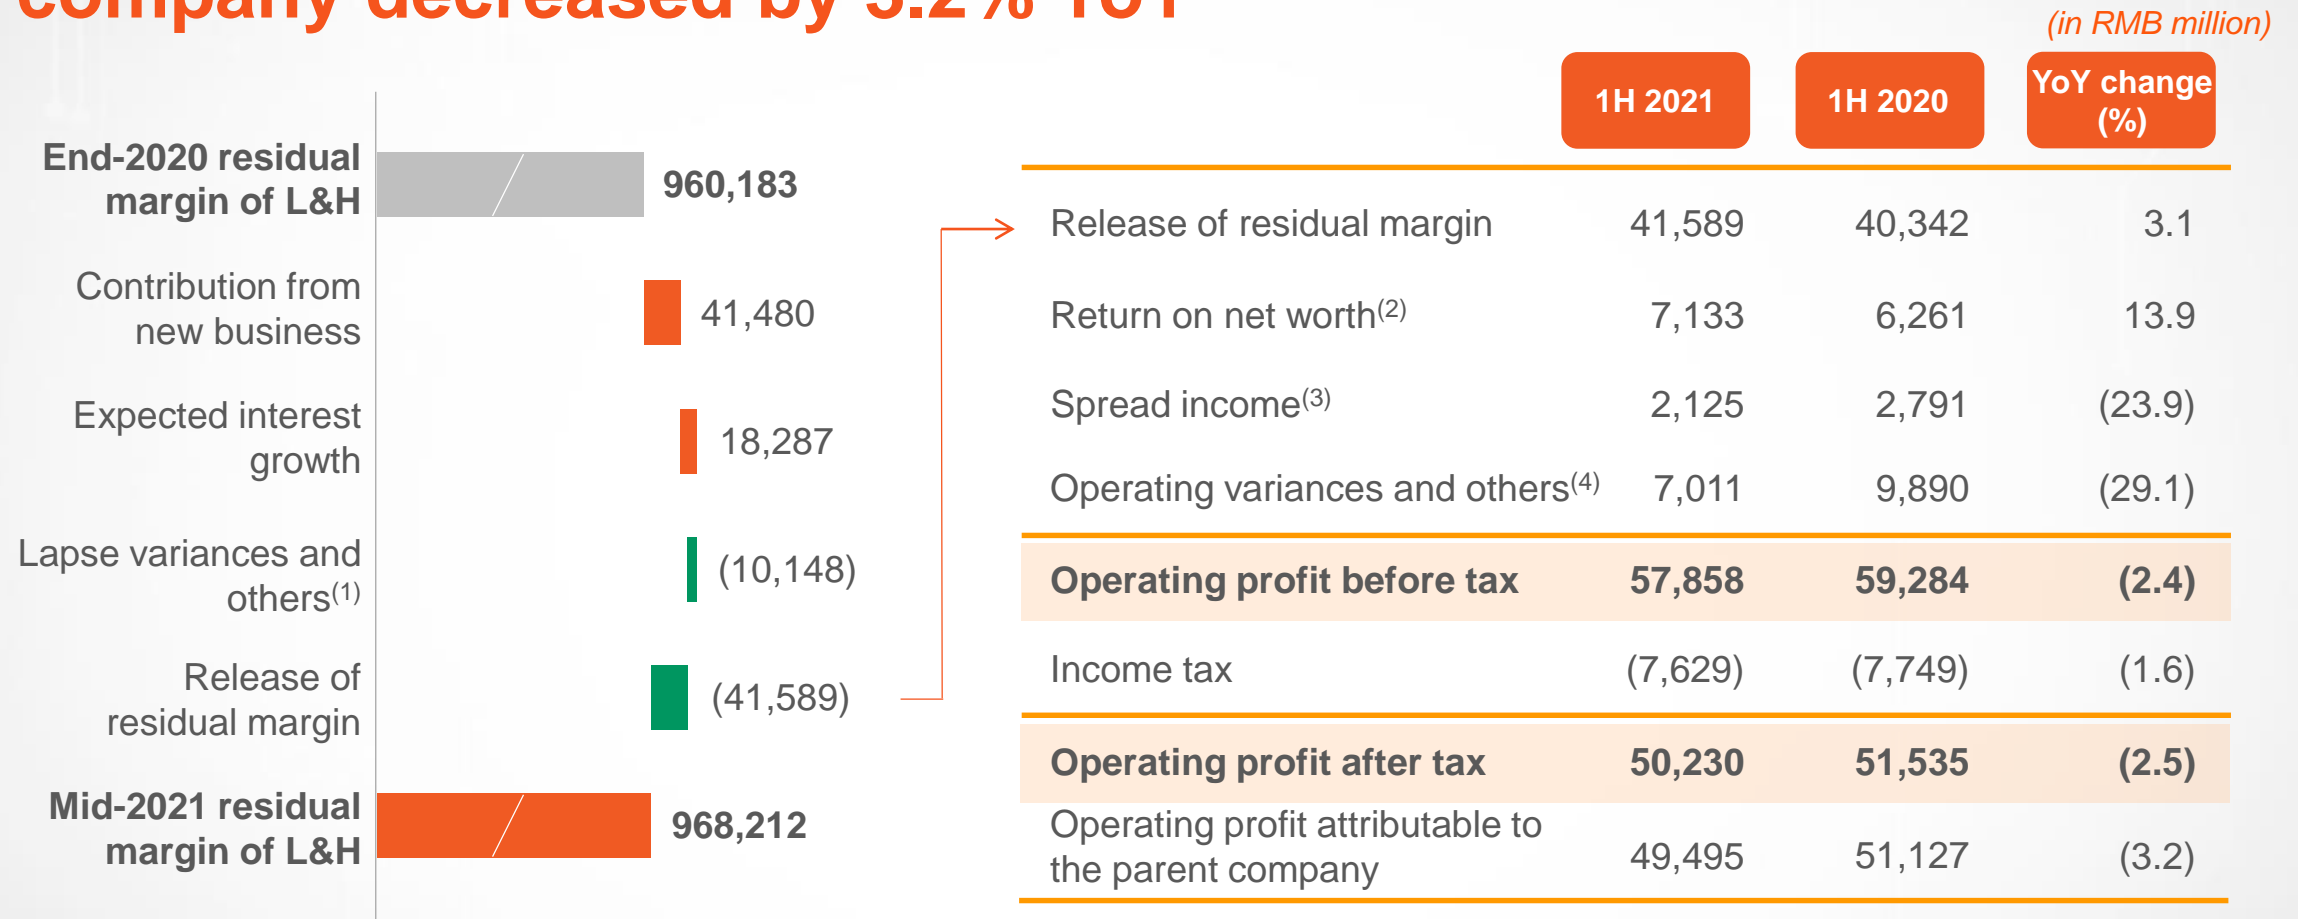 company decreased by 3.2% YoY
(in RMB million)
End-2020 residual
margin of L&H
960,183
Contribution from
new business
41,480
Expected interest
growth
18,287
Lapse variances and
others(1)
(10,148)
Release of
residual margin
(41,589)
Mid-2021 residual
margin of L&H
968,212
1H 2021 1H 2020 YoY change
(%)
Release of residual margin 41,589 40,342 3.1
Return on net worth(2) 7,133 6,261 13.9
Spread income(3) 2,125 2,791 (23.9)
Operating variances and others(4) 7,011 9,890 (29.1)
Operating profit before tax 57,858 59,284 (2.4)
Income tax (7,629) (7,749) (1.6)
Operating profit after tax 50,230 51,535 (2.5)
Operating profit attributable to
the parent company 49,495 51,127 (3.2)